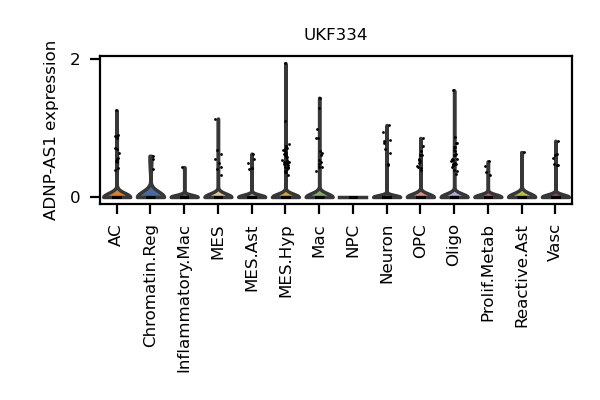 UKF334
ADNP-AS1 expression
2
0
AC
Chromatin.Reg
Inflammatory.Mac
MES
MES.Ast
MES.Hyp
Mac
NPC
Neuron
OPC
Oligo
Prolif.Metab
Reactive.Ast
Vasc